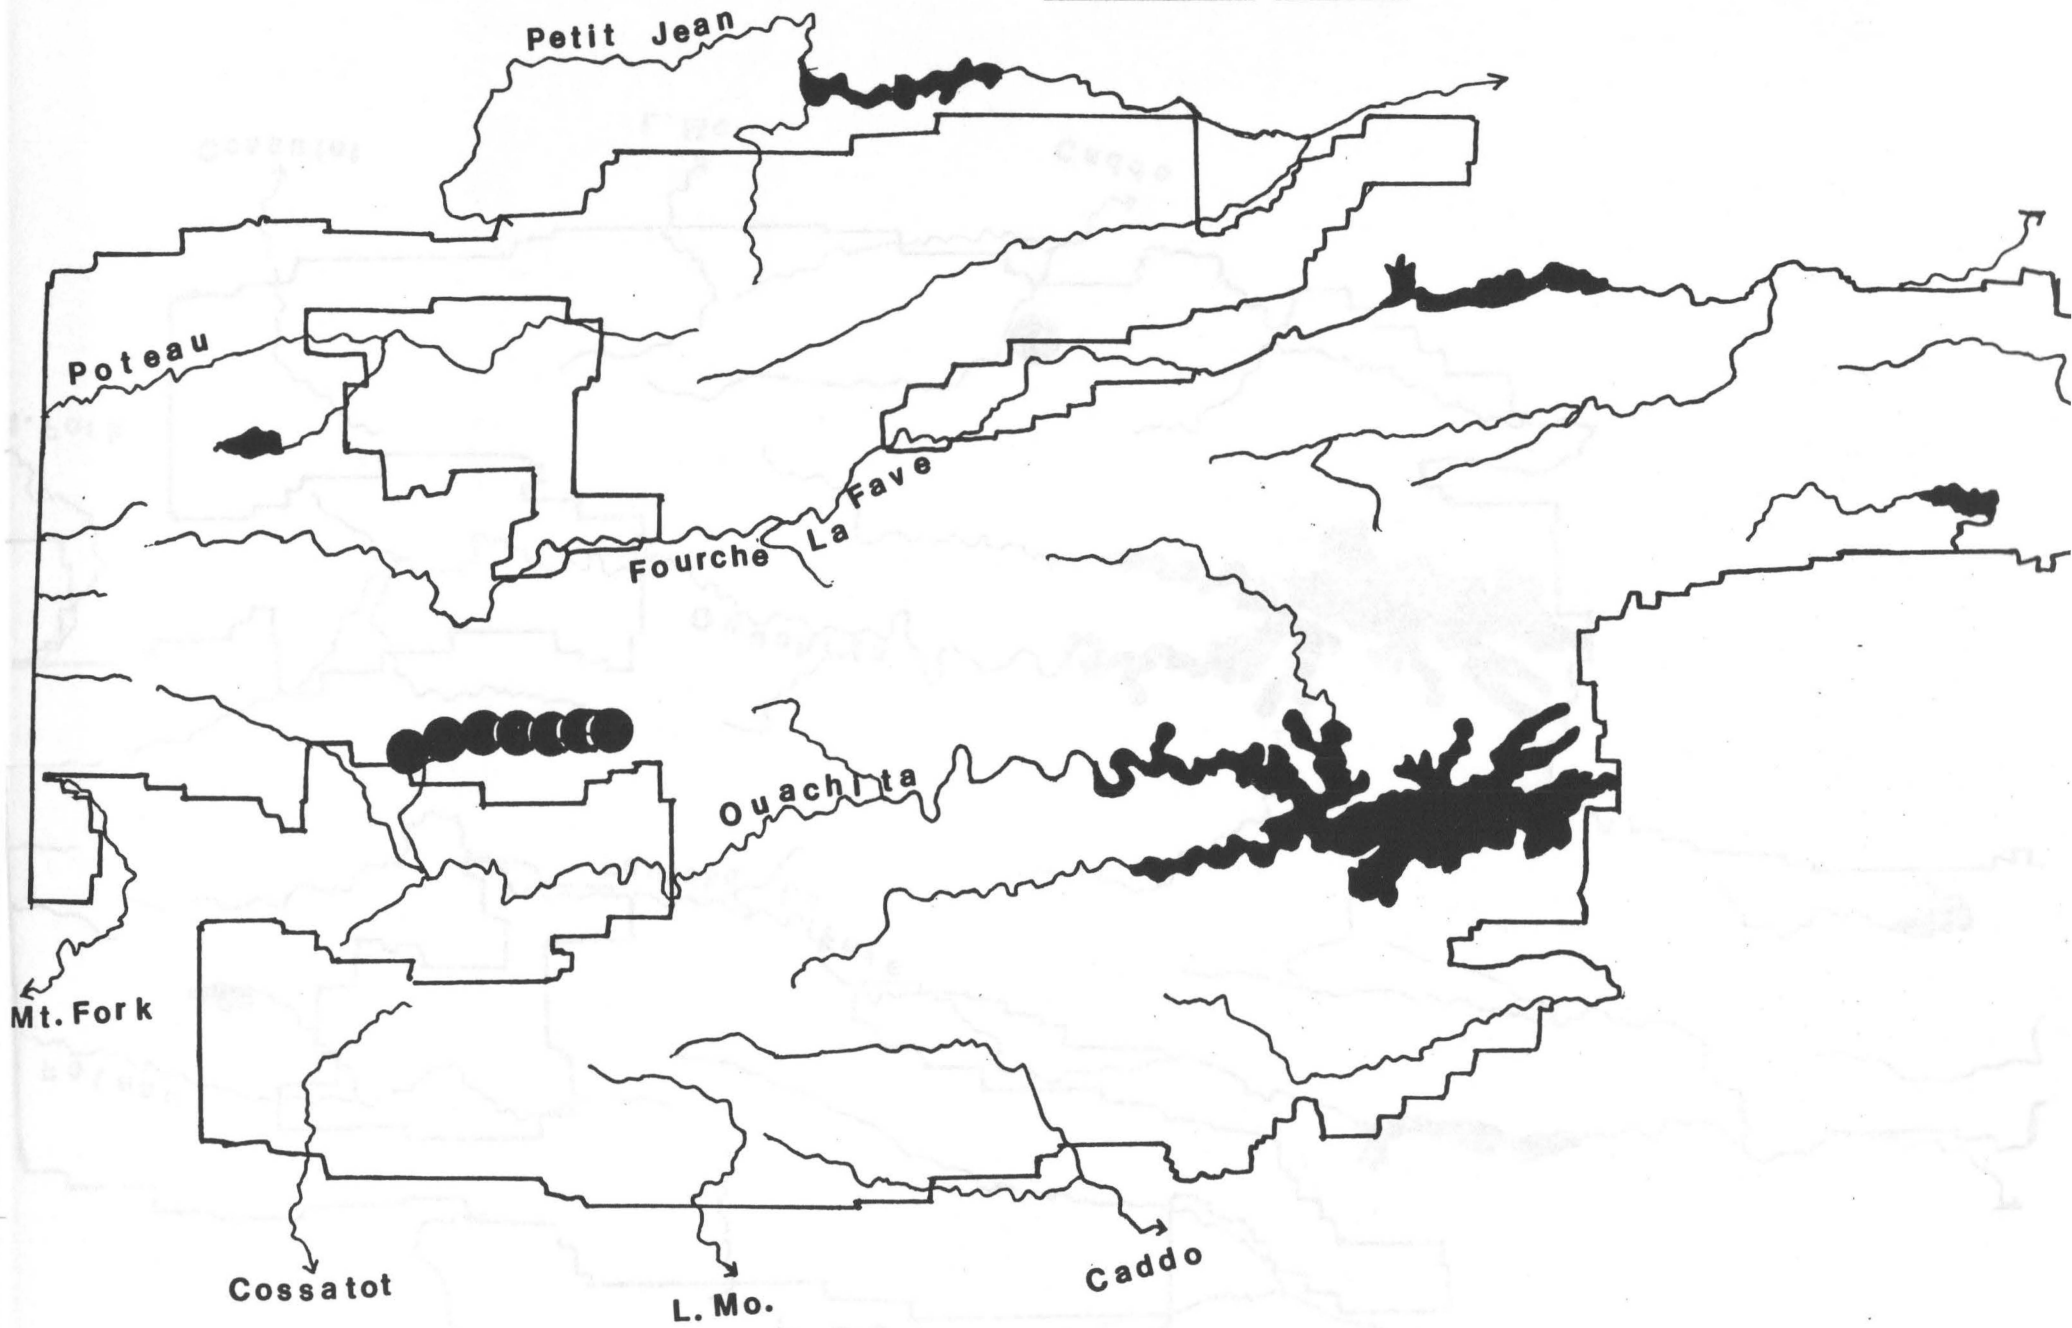 Petit Jean
Poteau
Fourche La Fave
Ouachita
Mt. Fork
Cossatot
L. Mo.
Caddo